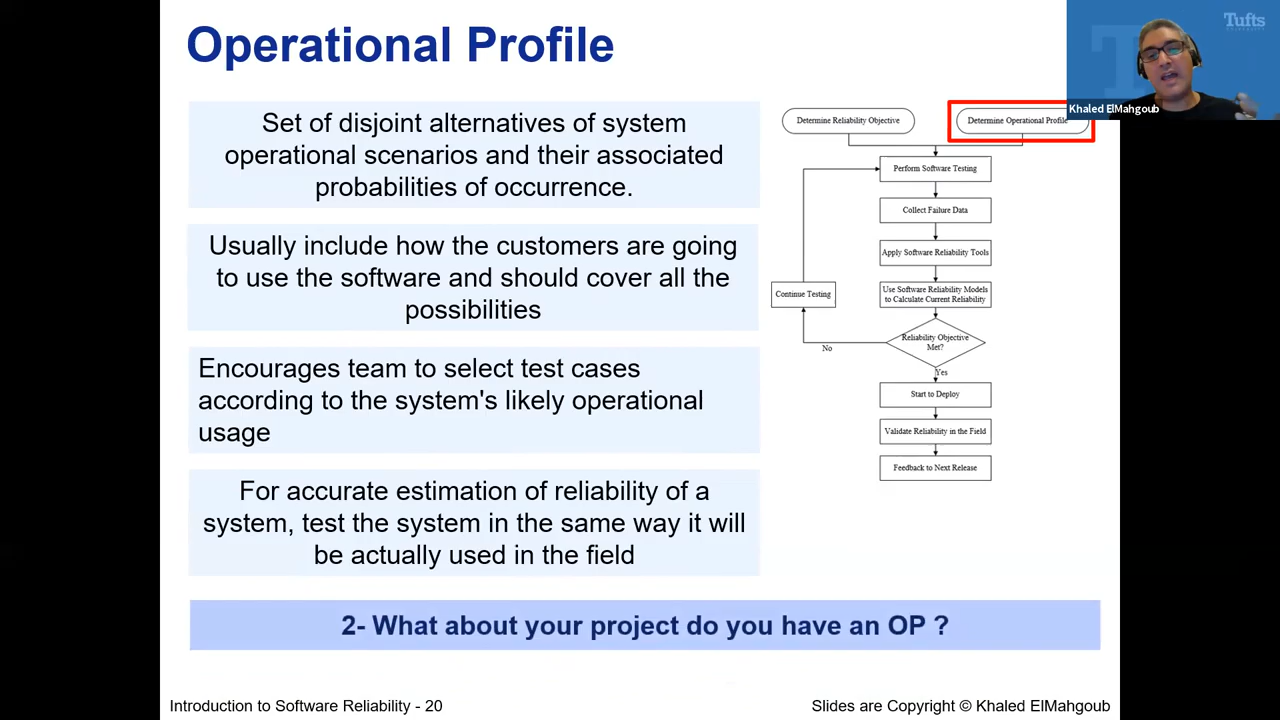 Operational Profile
Tufts
UNIVERSITY
Khaled ElMahgoub
Set of disjoint alternatives of system
operational scenarios and their associated
probabilities of occurrence.
Usually include how the customers are going
to use the software and should cover all the
possibilities
Encourages team to select test cases
according to the system's likely operational
usage
For accurate estimation of reliability of a
system, test the system in the same way it will
be actually used in the field
Determine Reliability Objective
Determine Operational Profile
Perform Software Testing
Collect Failure Data
Apply Software Reliability Tools
Continue Testing
Use Software Reliability Models
to Calculate Current Reliability
Reliability Objective
Met?
No
Yes
Start to Deploy
Validate Reliability in the Field
Feedback to Next Release
2- What about your project do you have an OP ?
Introduction to Software Reliability - 20
Slides are Copyright © Khaled ElMahgoub